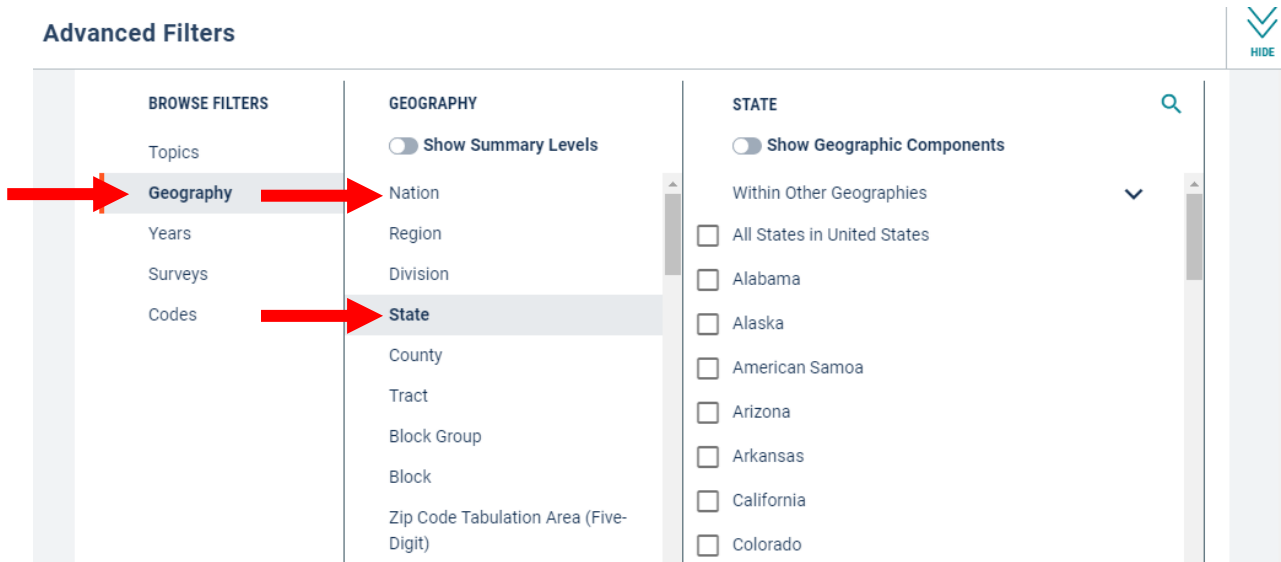 Advanced Filters
HIDE
BROWSE FILTERS
Topics
Geography
Years
Surveys
Codes
GEOGRAPHY
Show Summary Levels
Nation
Region
Division
State
County
Tract
Block Group
Block
Zip Code Tabulation Area (Five-
Digit)
STATE
Show Geographic Components
Within Other Geographies
All States in United States
Alabama
Alaska
American Samoa
Arizona
Arkansas
California
Colorado